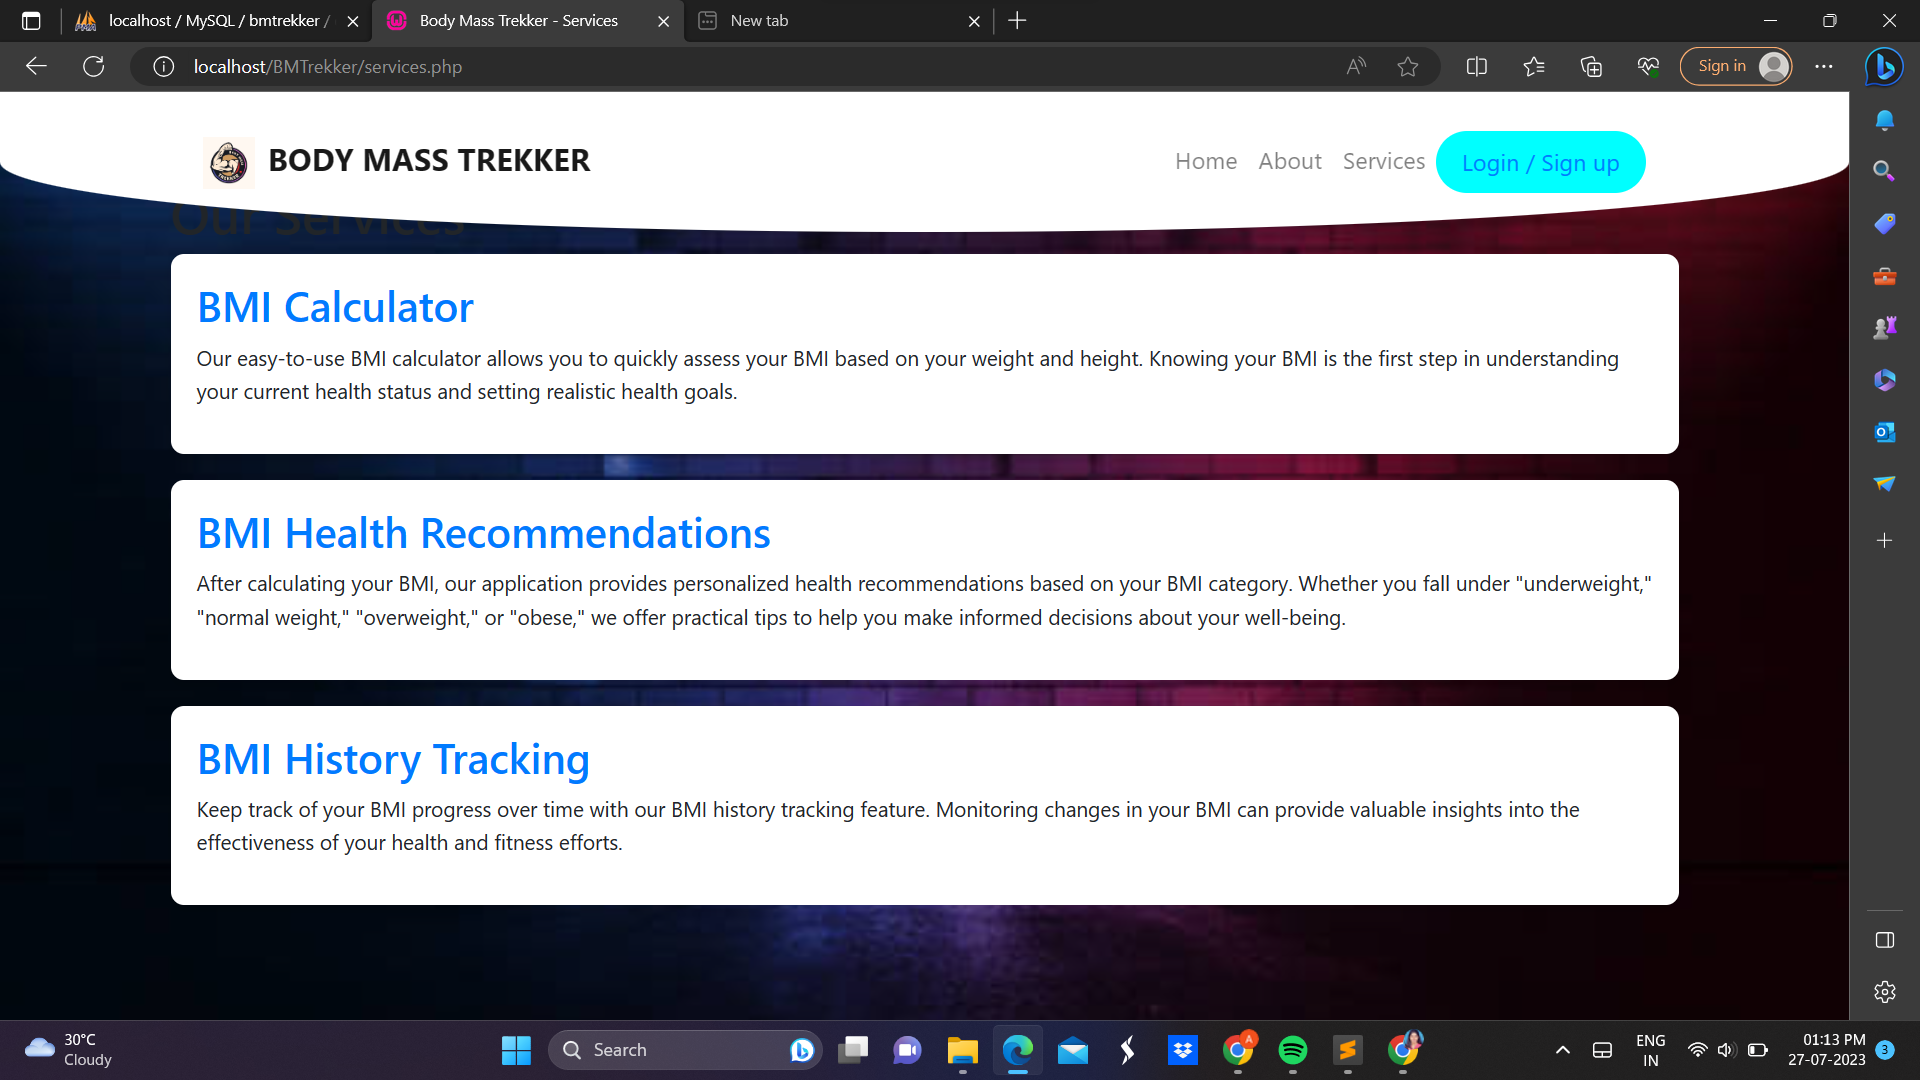 localhost / MySQL / bmtrekker /
Body Mass Trekker - Services
New tab
localhost/BMTrekker/services.php
Sign in
BODY MASS TREKKER
Home
About
Services
Login / Sign up
Our Services
BMI Calculator
Our easy-to-use BMI calculator allows you to quickly assess your BMI based on your weight and height. Knowing your BMI is the first step in understanding
your current health status and setting realistic health goals.
BMI Health Recommendations
After calculating your BMI, our application provides personalized health recommendations based on your BMI category. Whether you fall under "underweight,"
"normal weight," "overweight," or "obese," we offer practical tips to help you make informed decisions about your well-being.
BMI History Tracking
Keep track of your BMI progress over time with our BMI history tracking feature. Monitoring changes in your BMI can provide valuable insights into the
effectiveness of your health and fitness efforts.
30°C
Cloudy
Search
A
ENG
IN
01:13 PM
27-07-2023
3